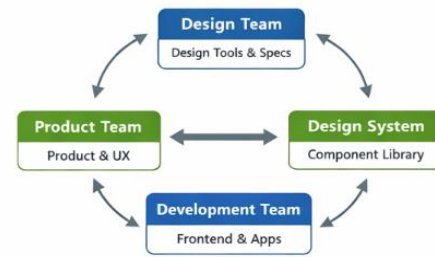 Design Team
Design Tools & Specs
Product Team
Product & UX
Design System
Component Library
Development Team
Frontend & Apps